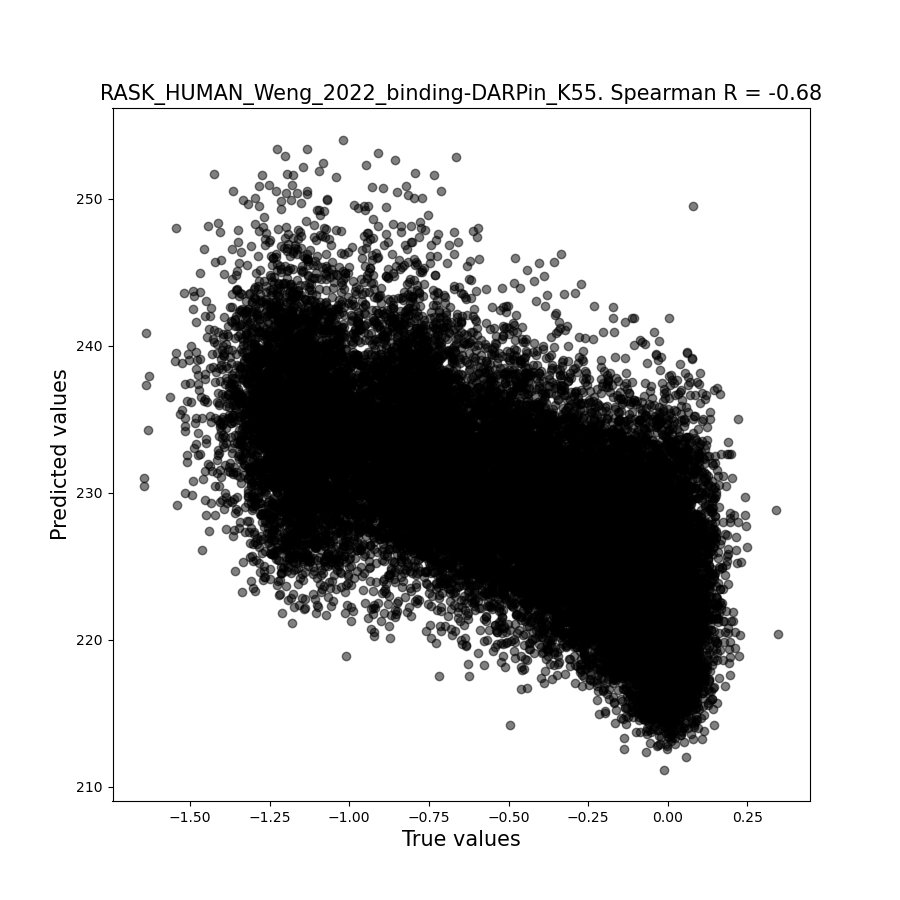 RASK_HUMAN_Weng_2022_binding-DARPin_K55. Spearman R = -0.68
250
240
230
220
210
Predicted values
−1.50 −1.25 −1.00 −0.75 −0.50 −0.25 0.00 0.25
True values